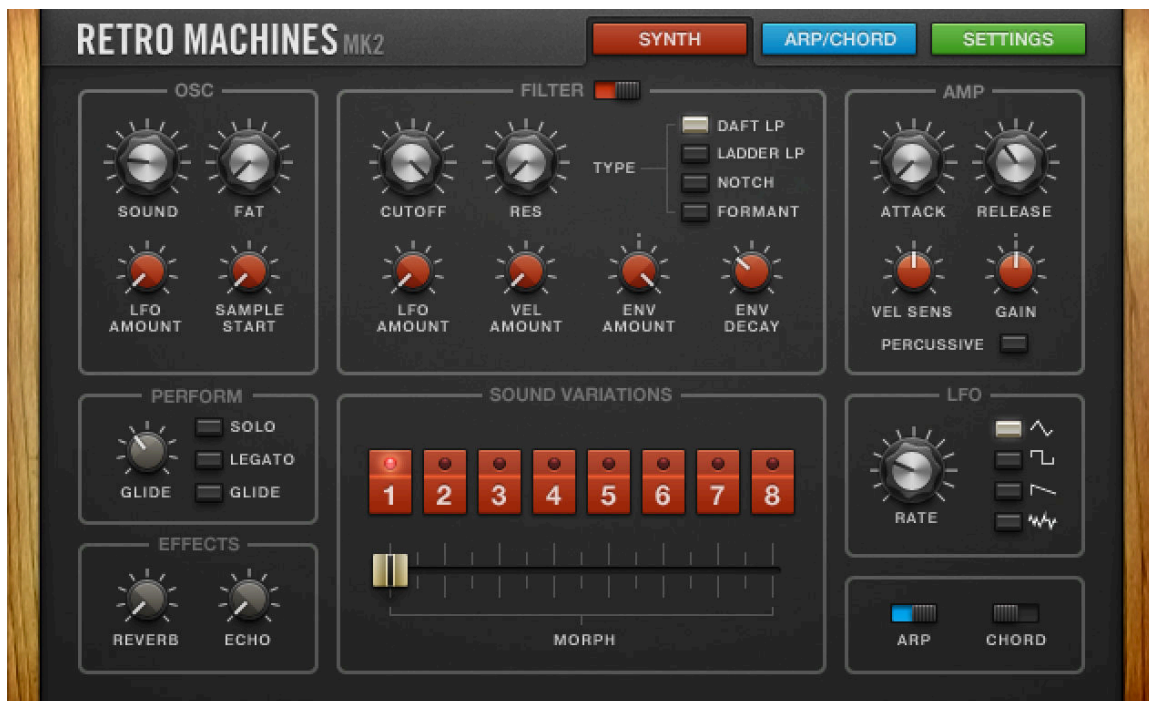 RETRO MACHINES MK2
SYNTH
ARP/CHORD
SETTINGS
OSC
SOUND
FAT
LFO
AMOUNT
SAMPLE
START
FILTER
CUTOFF
RES
TYPE
DAFT LP
LADDER LP
NOTCH
FORMANT
LFO
AMOUNT
VEL
AMOUNT
ENV
AMOUNT
ENV
DECAY
AMP
ATTACK
RELEASE
VEL SENS
GAIN
PERCUSSIVE
PERFORM
GLIDE
SOLO
LEGATO
GLIDE
SOUND VARIATIONS
1 2 3 4 5 6 7 8
MORPH
LFO
RATE
EFFECTS
REVERB
ECHO
ARP
CHORD